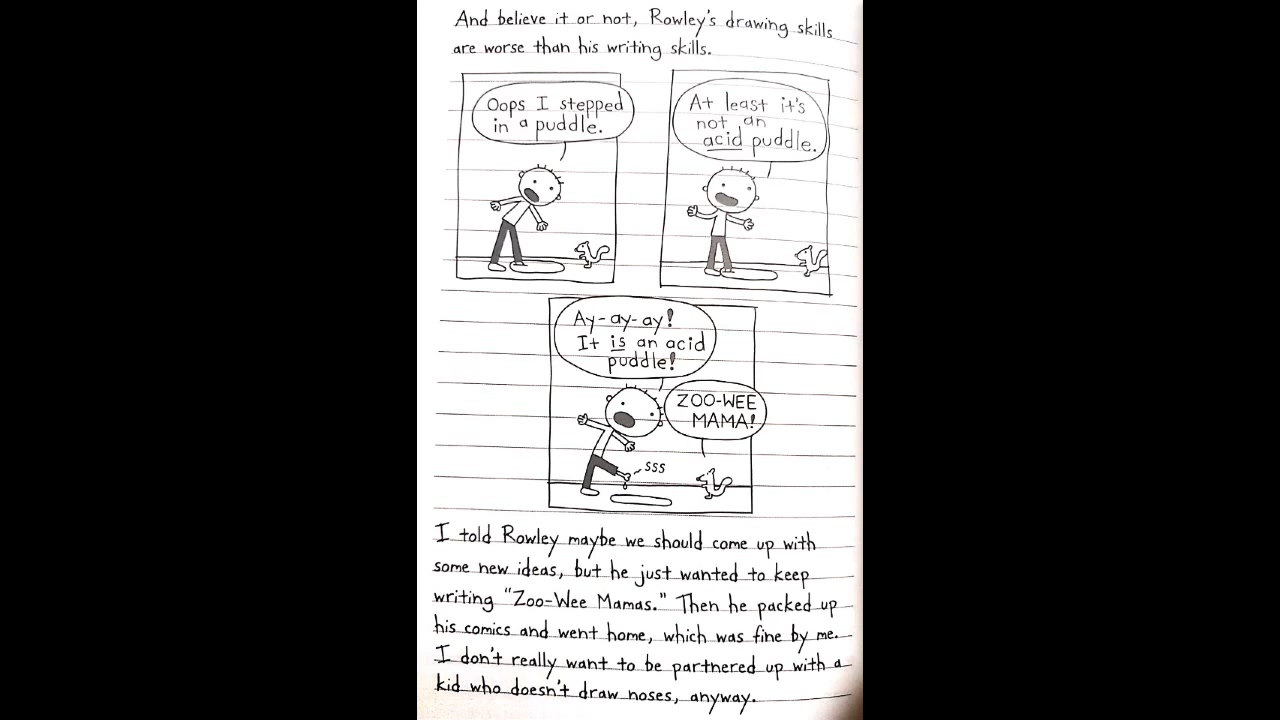 And believe it or not, Rowley's drawing skills
are worse than his writing skills.
Oops I stepped
in a puddle.
At least it's
not an
acid puddle.
Ay-ay-ay!
It is an acid
puddle!
ZOO-WEE
MAMA!
SSS
I told Rowley maybe we should come up with
some new ideas, but he just wanted to keep
writing "Zoo-Wee Mamas." Then he packed up
his comics and went home, which was fine by me.
I don't really want to be partnered up with a
kid who doesn't draw noses, anyway.